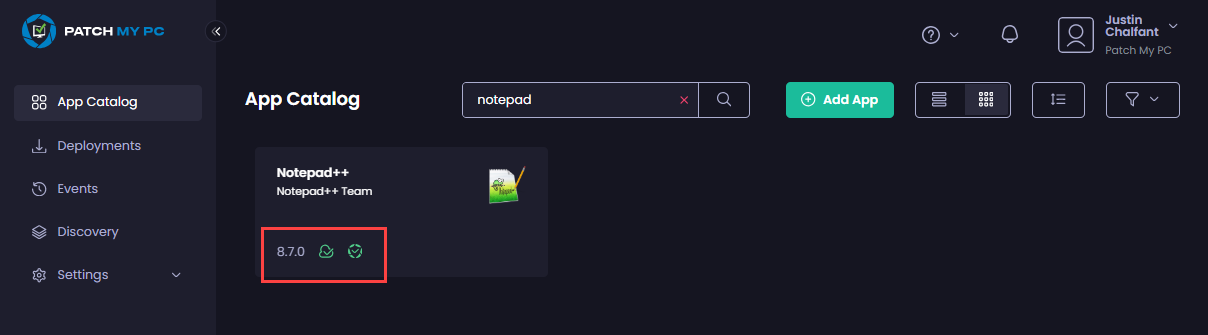 PATCH MY PC
Justin
Chalfant
Patch My PC
App Catalog
Deployments
Events
Discovery
Settings
App Catalog
notepad
Add App
Notepad++
Notepad++ Team
8.7.0